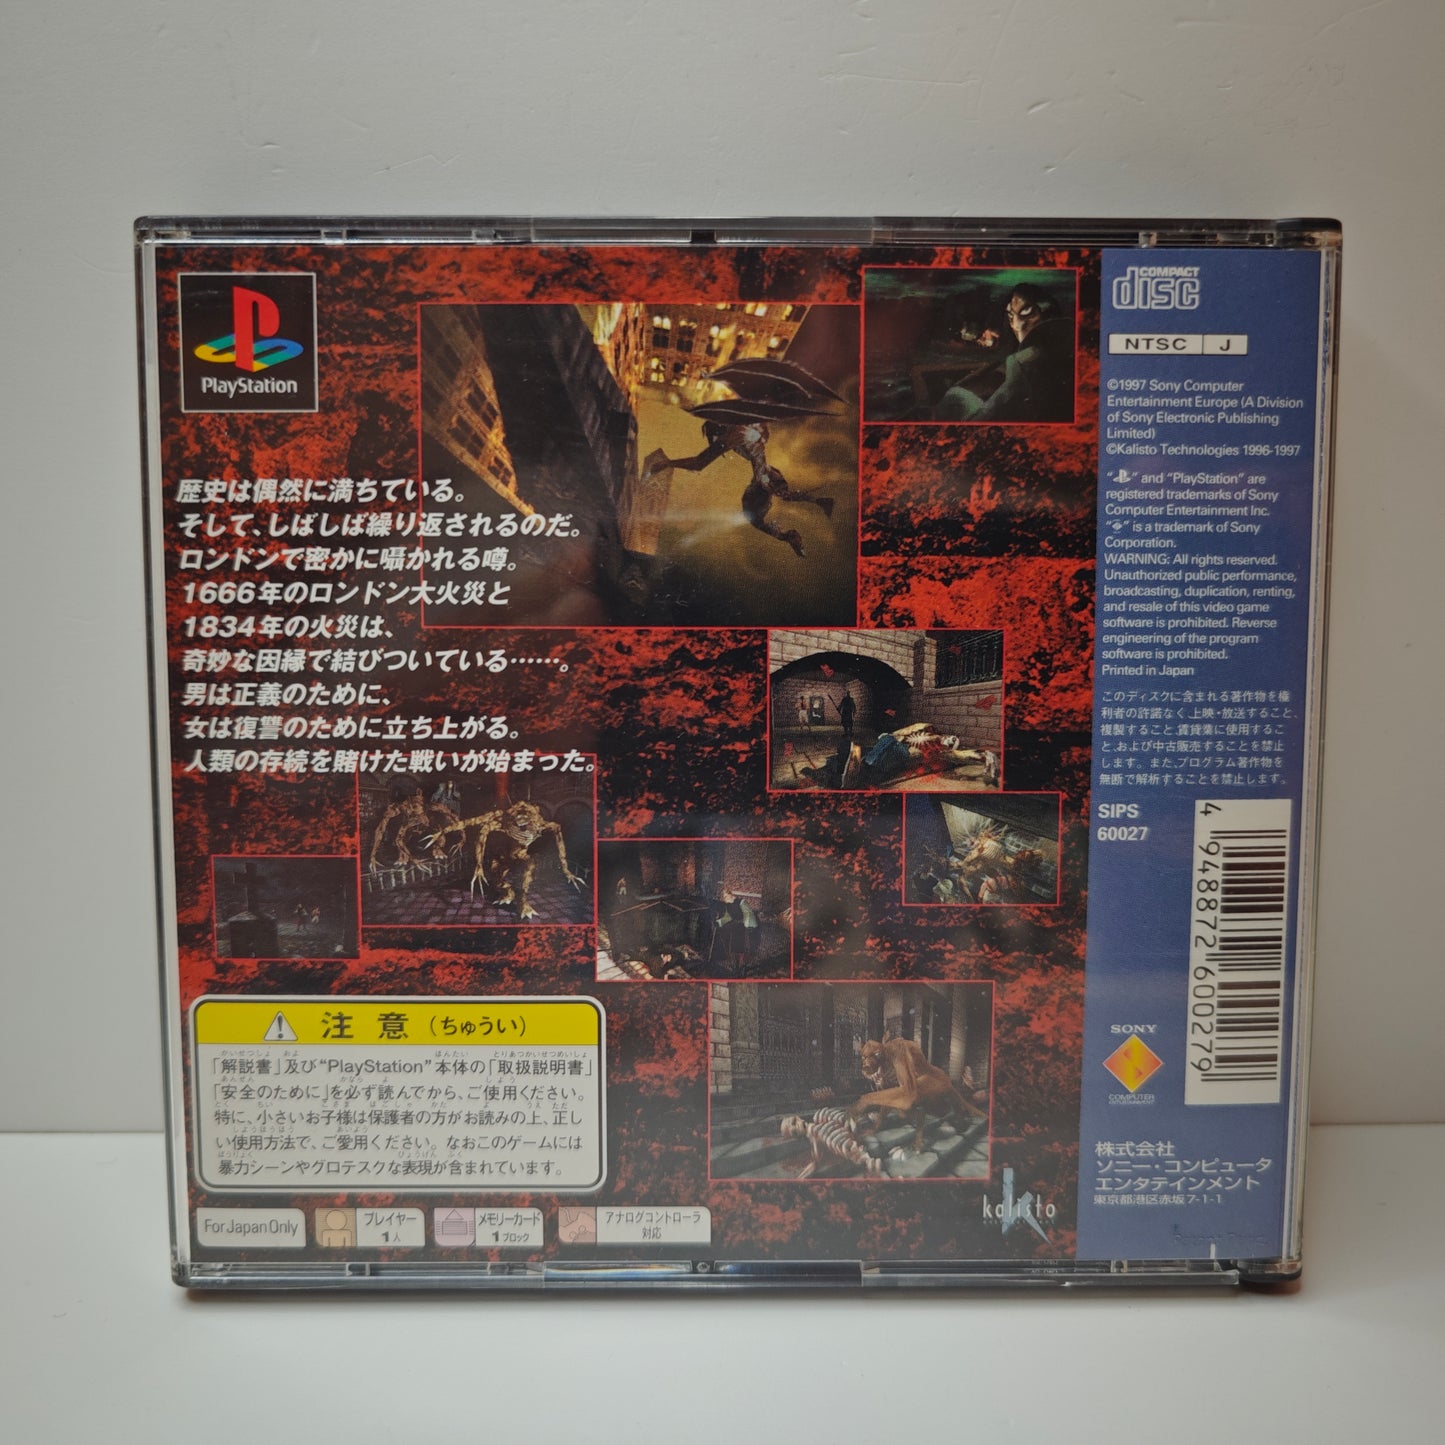 PlayStation
歴史は偶然に満ちている。
そして、しばしば繰り返されるのだ。
ロンドンで密かに囁かれる噂。
1666年のロンドン大火災と
1834年の火災は、
奇妙な因縁で結びついている……。
男は正義のために、
女は復讐のために立ち上がる。
人類の存続を賭けた戦いが始まった。
注意(ちゅうい)
「解説書」及び“PlayStation”本体の「取扱説明書」
「安全のために」を必ず読んでから、ご使用ください。
特に、小さいお子様は保護者の方がお読みの上、正し
い使用方法で、ご愛用ください。なおこのゲームには
暴力シーンやグロテスクな表現が含まれています。
For Japan Only
プレイヤー
1人
メモリーカード
1ブロック
アナログコントローラ
対応
kalisto
COMPACT
disc
NTSC J
©1997 Sony Computer
Entertainment Europe (A Division
of Sony Electronic Publishing
Limited)
©Kalisto Technologies 1996-1997
“ ” and “PlayStation” are
registered trademarks of Sony
Computer Entertainment Inc.
“ ” is a trademark of Sony
Corporation.
WARNING: All rights reserved.
Unauthorized public performance,
broadcasting, duplication, renting,
and resale of this video game
software is prohibited. Reverse
engineering of the program
software is prohibited.
Printed in Japan
このディスクに含まれる著作物を権
利者の許諾なく、上映・放送すること、
複製すること、賃貸業に使用するこ
と、および中古販売することを禁止
します。また、プログラム著作物を
無断で解析することを禁止します。
SIPS
60027
4 948872 600279
SONY
COMPUTER
ENTERTAINMENT
株式会社
ソニー・コンピュータ
エンタテインメント
東京都港区赤坂7-1-1